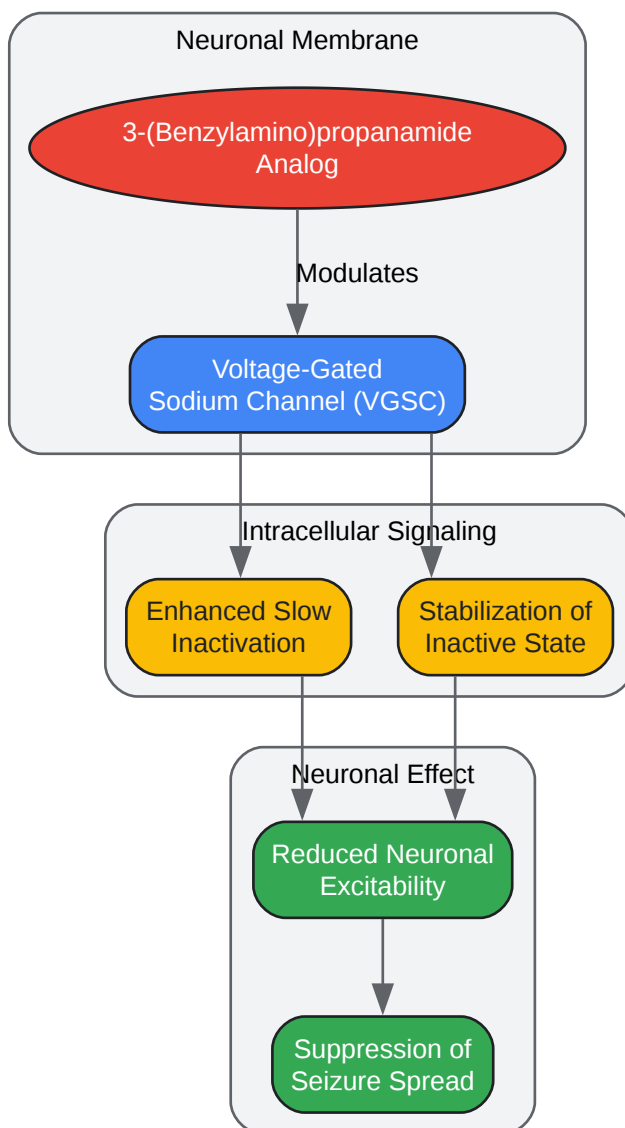 Neuronal Membrane
3-(Benzylamino)propanamide
Analog
Modulates
Voltage-Gated
Sodium Channel (VGSC)
Intracellular Signaling
Enhanced Slow
Inactivation
Stabilization of
Inactive State
Neuronal Effect
Reduced Neuronal
Excitability
Suppression of
Seizure Spread